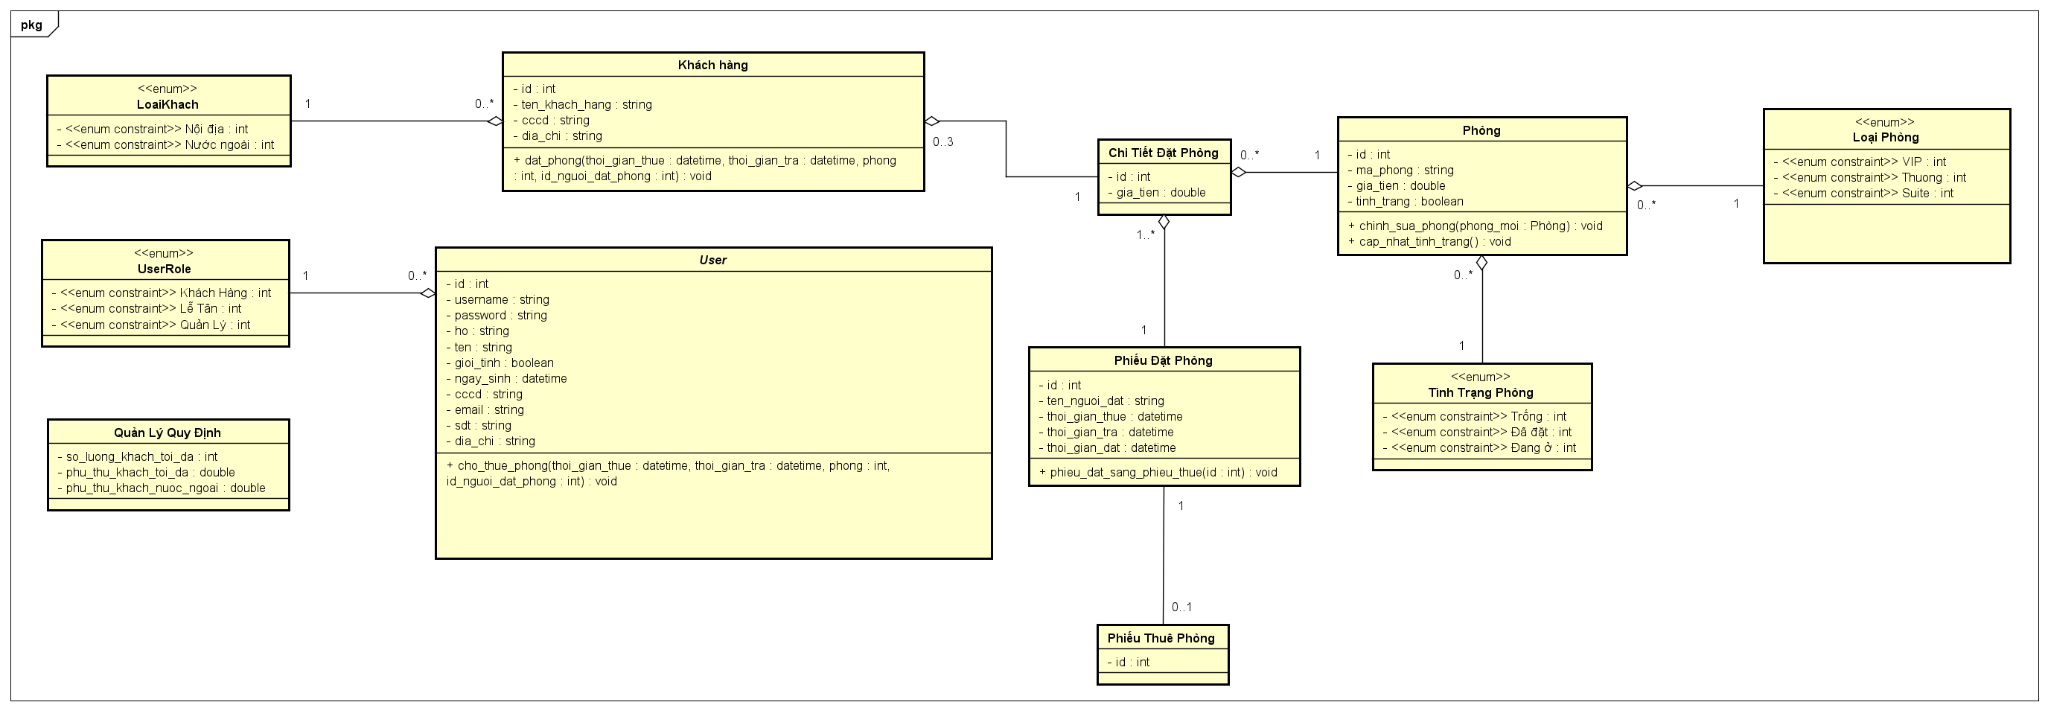 pkg
<<enum>>
LoaiKhach
- <<enum constraint>> Nội địa : int
- <<enum constraint>> Nước ngoài : int
1
0..*
Khách hàng
- id : int
- ten_khach_hang : string
- cccd : string
- dia_chi : string
+ dat_phong(thoi_gian_thue : datetime, thoi_gian_tra : datetime, phong
: int, id_nguoi_dat_phong : int) : void
0..3
1
Chi Tiết Đặt Phòng
- id : int
- gia_tien : double
0..*
1
Phòng
- id : int
- ma_phong : string
- gia_tien : double
- tinh_trang : boolean
+ chinh_sua_phong(phong_moi : Phòng) : void
+ cap_nhat_tinh_trang() : void
0..*
1
<<enum>>
Loại Phòng
- <<enum constraint>> VIP : int
- <<enum constraint>> Thuong : int
- <<enum constraint>> Suite : int
<<enum>>
UserRole
- <<enum constraint>> Khách Hàng : int
- <<enum constraint>> Lễ Tân : int
- <<enum constraint>> Quản Lý : int
1
0..*
User
- id : int
- username : string
- password : string
- ho : string
- ten : string
- gioi_tinh : boolean
- ngay_sinh : datetime
- cccd : string
- email : string
- sdt : string
- dia_chi : string
+ cho_thue_phong(thoi_gian_thue : datetime, thoi_gian_tra : datetime, phong : int,
id_nguoi_dat_phong : int) : void
1..*
1
Phiếu Đặt Phòng
- id : int
- ten_nguoi_dat : string
- thoi_gian_thue : datetime
- thoi_gian_tra : datetime
- thoi_gian_dat : datetime
+ phieu_dat_sang_phieu_thue(id : int) : void
0..*
1
<<enum>>
Tình Trạng Phòng
- <<enum constraint>> Trống : int
- <<enum constraint>> Đã đặt : int
- <<enum constraint>> Đang ở : int
Quản Lý Quy Định
- so_luong_khach_toi_da : int
- phu_thu_khach_toi_da : double
- phu_thu_khach_nuoc_ngoai : double
1
0..1
Phiếu Thuê Phòng
- id : int